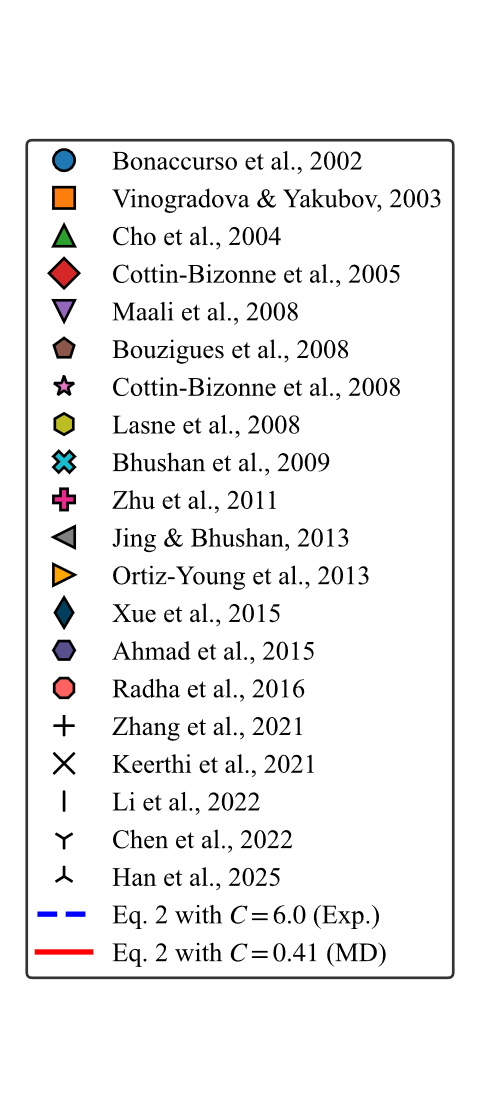 Bonaccurso et al., 2002
Vinogradova & Yakubov, 2003
Cho et al., 2004
Cottin-Bizonne et al., 2005
Maali et al., 2008
Bouzigues et al., 2008
Cottin-Bizonne et al., 2008
Lasne et al., 2008
Bhushan et al., 2009
Zhu et al., 2011
Jing & Bhushan, 2013
Ortiz-Young et al., 2013
Xue et al., 2015
Ahmad et al., 2015
Radha et al., 2016
Zhang et al., 2021
Keerthi et al., 2021
Li et al., 2022
Chen et al., 2022
Han et al., 2025
Eq. 2 with C = 6.0 (Exp.)
Eq. 2 with C = 0.41 (MD)